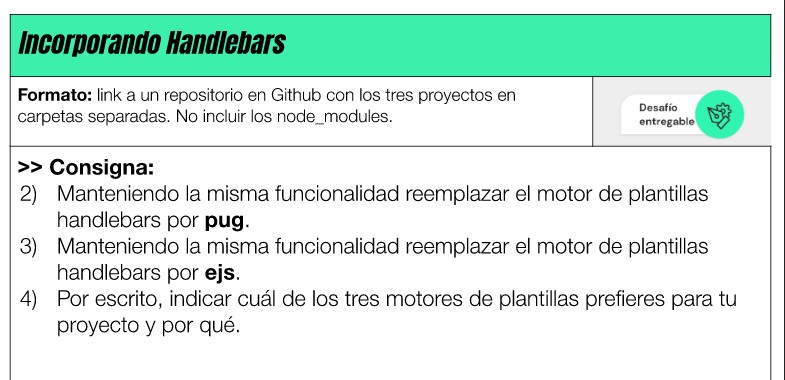 Incorporando Handlebars
Formato: link a un repositorio en Github con los tres proyectos en
carpetas separadas. No incluir los node_modules.
Desafío
entregable
>> Consigna:
2) Manteniendo la misma funcionalidad reemplazar el motor de plantillas
handlebars por pug.
3) Manteniendo la misma funcionalidad reemplazar el motor de plantillas
handlebars por ejs.
4) Por escrito, indicar cuál de los tres motores de plantillas prefieres para tu
proyecto y por qué.